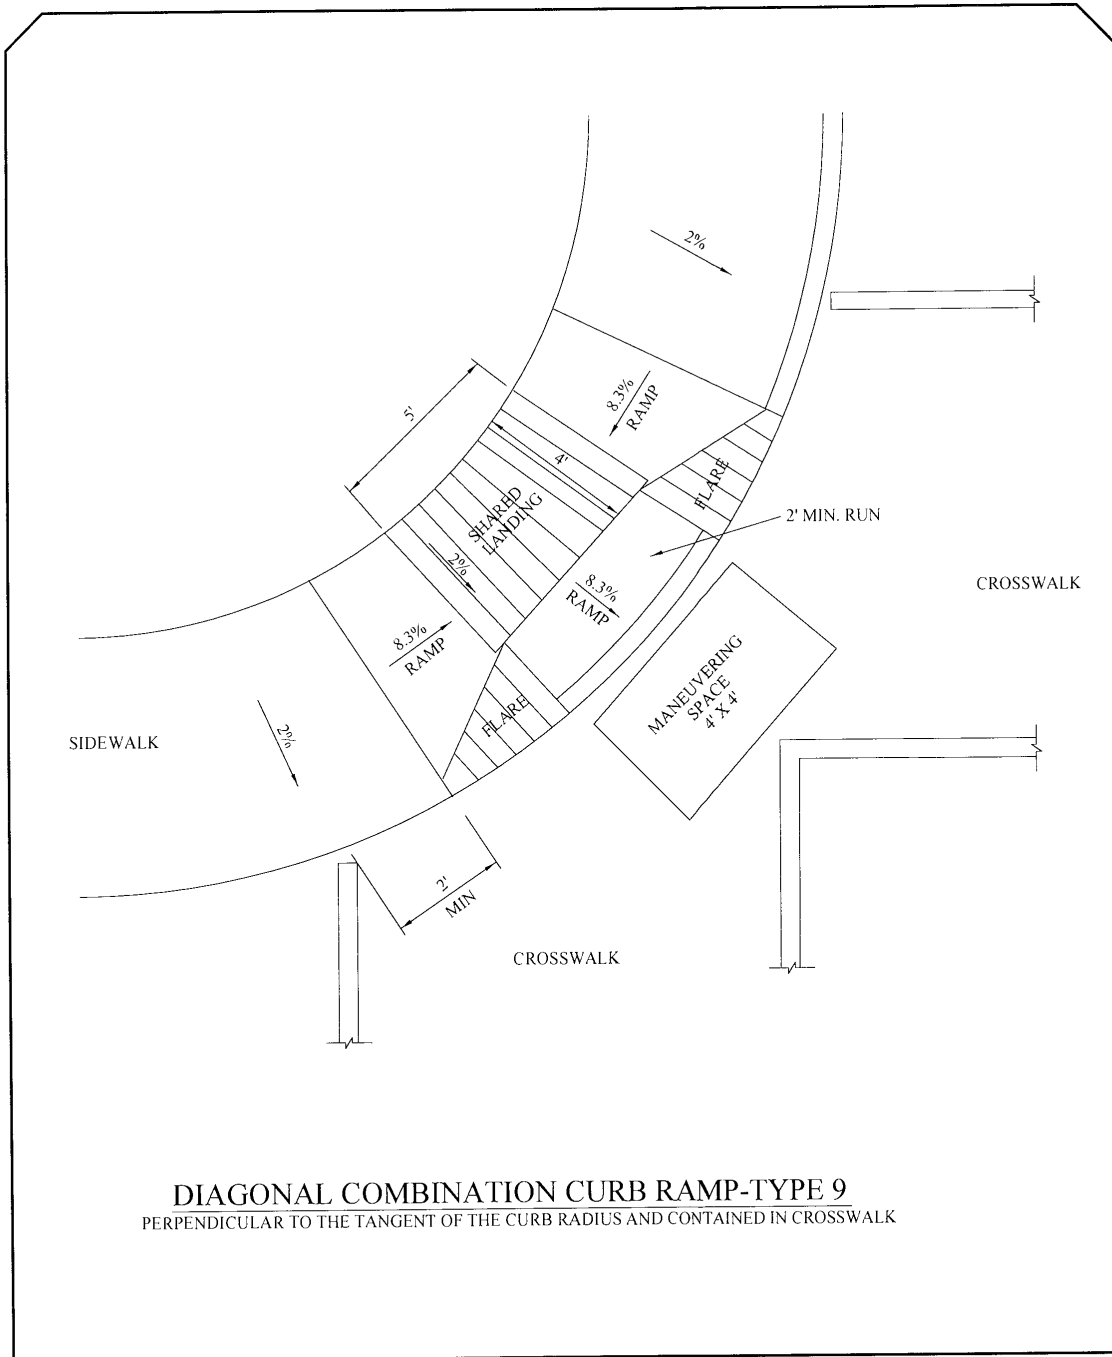 2%
8.3%
RAMP
5'
4'
SHARED
LANDING
FLARE
2' MIN. RUN
2%
8.3%
RAMP
CROSSWALK
8.3%
RAMP
MANEUVERING
SPACE
4' X 4'
FLARE
SIDEWALK
2%
2'
MIN
CROSSWALK
DIAGONAL COMBINATION CURB RAMP-TYPE 9
PERPENDICULAR TO THE TANGENT OF THE CURB RADIUS AND CONTAINED IN CROSSWALK